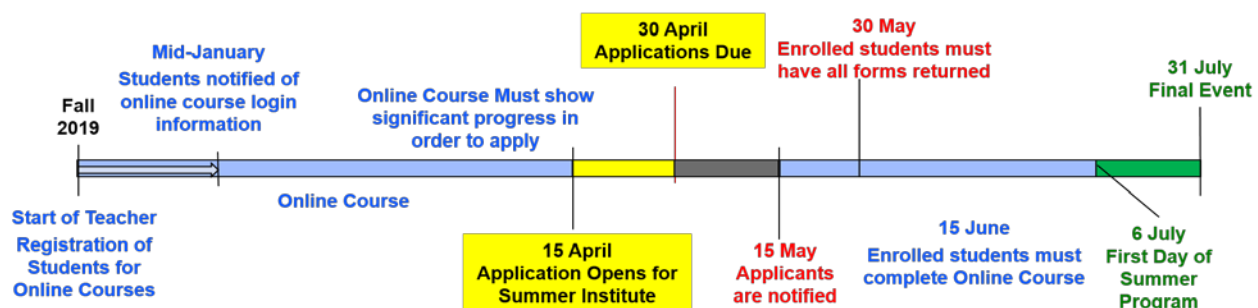 Fall
2019
Mid-January
Students notified of
online course login
information
Online Course Must show
significant progress in
order to apply
30 April
Applications Due
30 May
Enrolled students must
have all forms returned
31 July
Final Event
Start of Teacher
Registration of
Students for
Online Courses
Online Course
15 April
Application Opens for
Summer Institute
15 May
Applicants
are notified
15 June
Enrolled students must
complete Online Course
6 July
First Day of
Summer
Program